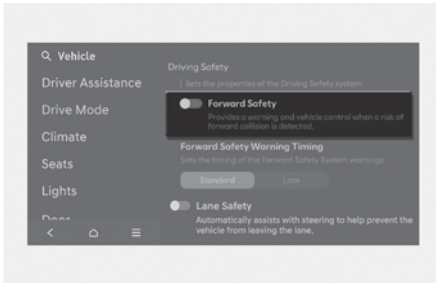 Vehicle
Driver Assistance
Drive Mode
Climate
Seats
Lights
Door
Driving Safety
Sets the properties of the Driving Safety system.
Forward Safety
Provides a warning and vehicle control when a risk of
forward collision is detected.
Forward Safety Warning Timing
Sets the timing of the Forward Safety System warnings.
Standard
Late
Lane Safety
Automatically assists with steering to help prevent the
vehicle from leaving the lane.